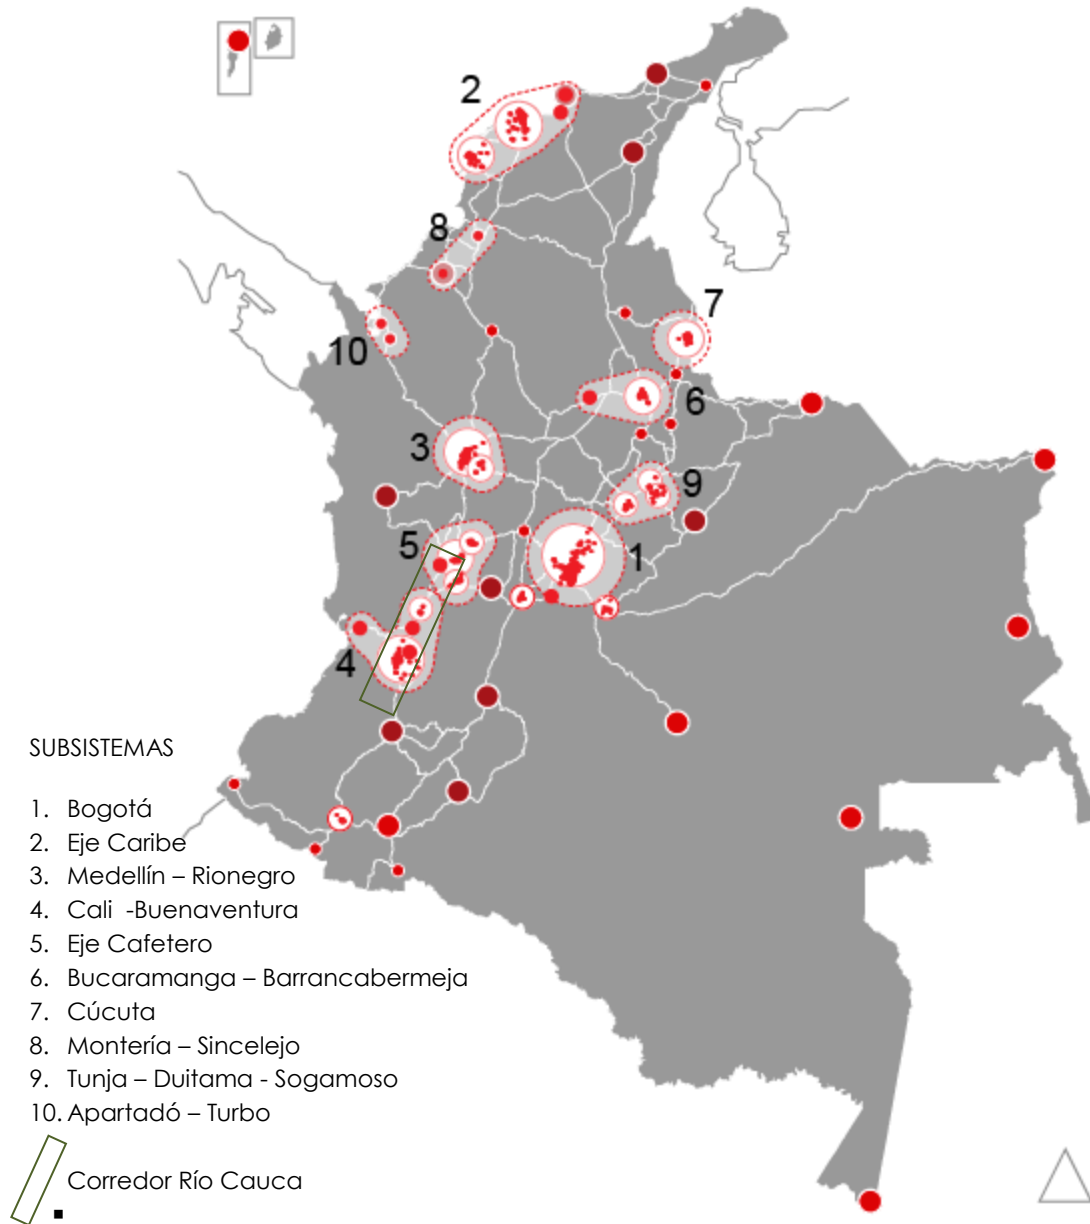 2
8
7
10
6
3
9
5
1
4
SUBSISTEMAS
1. Bogotá
2. Eje Caribe
3. Medellín – Rionegro
4. Cali -Buenaventura
5. Eje Cafetero
6. Bucaramanga – Barrancabermeja
7. Cúcuta
8. Montería – Sincelejo
9. Tunja – Duitama - Sogamoso
10. Apartadó – Turbo
Corredor Río Cauca